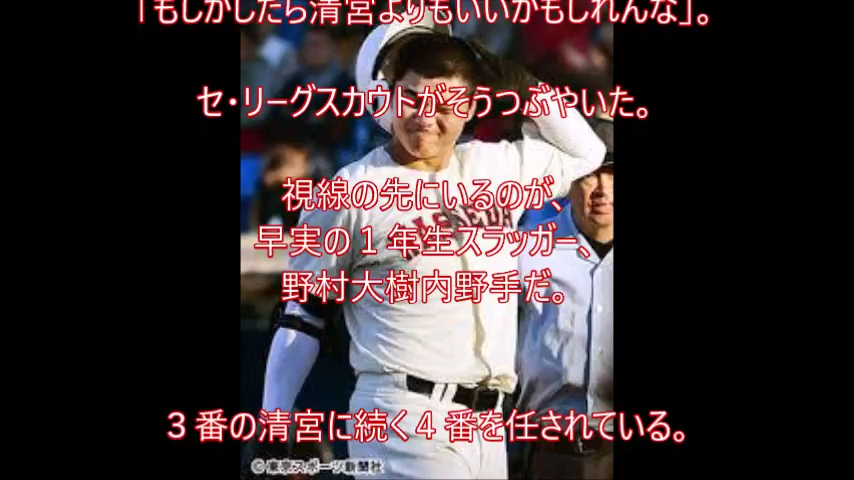 「もしかしたら清宮よりもいいかもしれんな」。
セ・リーグスカウトがそうつぶやいた。
視線の先にいるのが、
早実の１年生スラッガー、
野村大樹内野手だ。
３番の清宮に続く４番を任されている。
WASEDA
©東京スポーツ新聞社